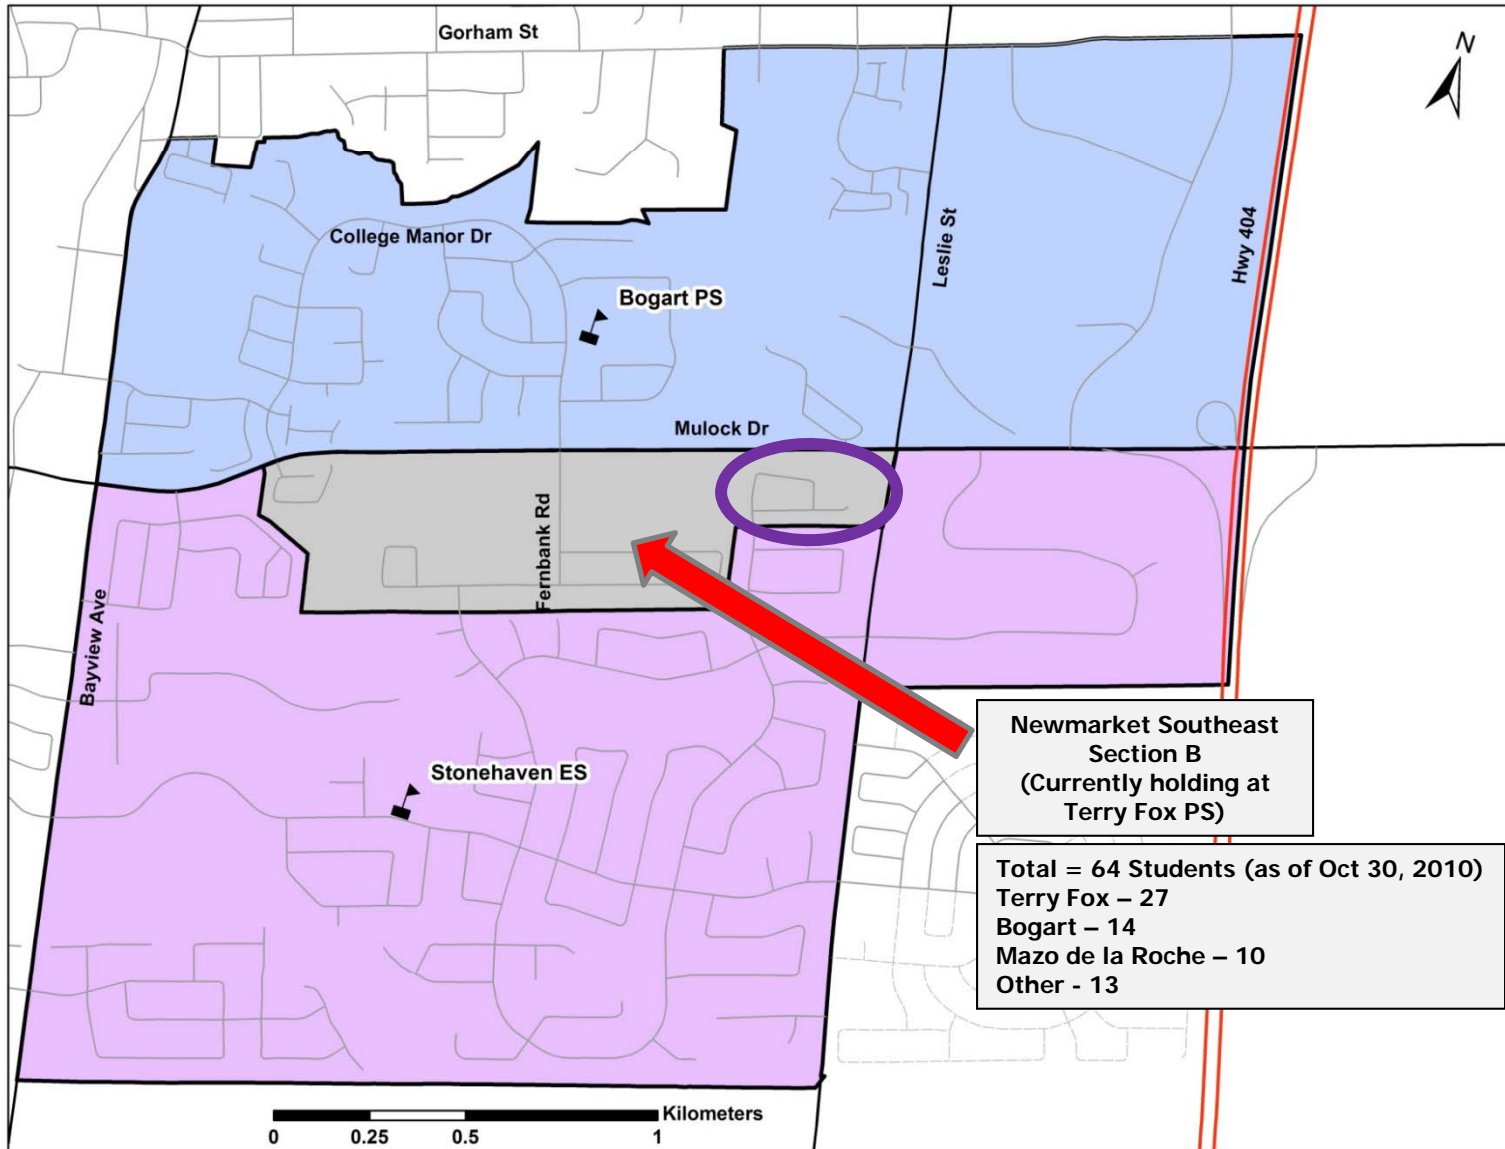 Gorham St
N
College Manor Dr
Leslie St
Hwy 404
Bogart PS
Mulock Dr
Fernbank Rd
Bayview Ave
Newmarket Southeast
Section B
(Currently holding at
Terry Fox PS)
Stonehaven ES
Total = 64 Students (as of Oct 30, 2010)
Terry Fox – 27
Bogart – 14
Mazo de la Roche – 10
Other - 13
Kilometers
0 0.25 0.5 1